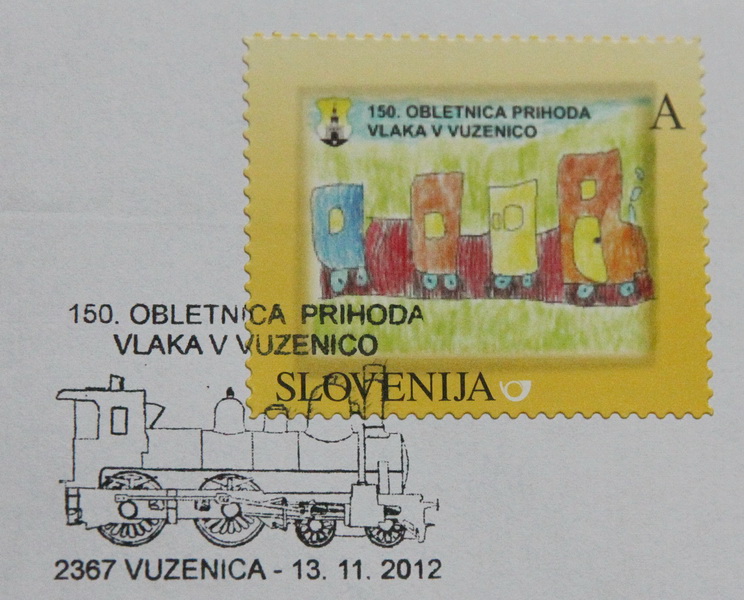 150. OBLETNICA PRIHODA
VLAKA V VUZENICO
A
SLOVENIJA
150. OBLETNICA PRIHODA
VLAKA V VUZENICO
2367 VUZENICA - 13. 11. 2012